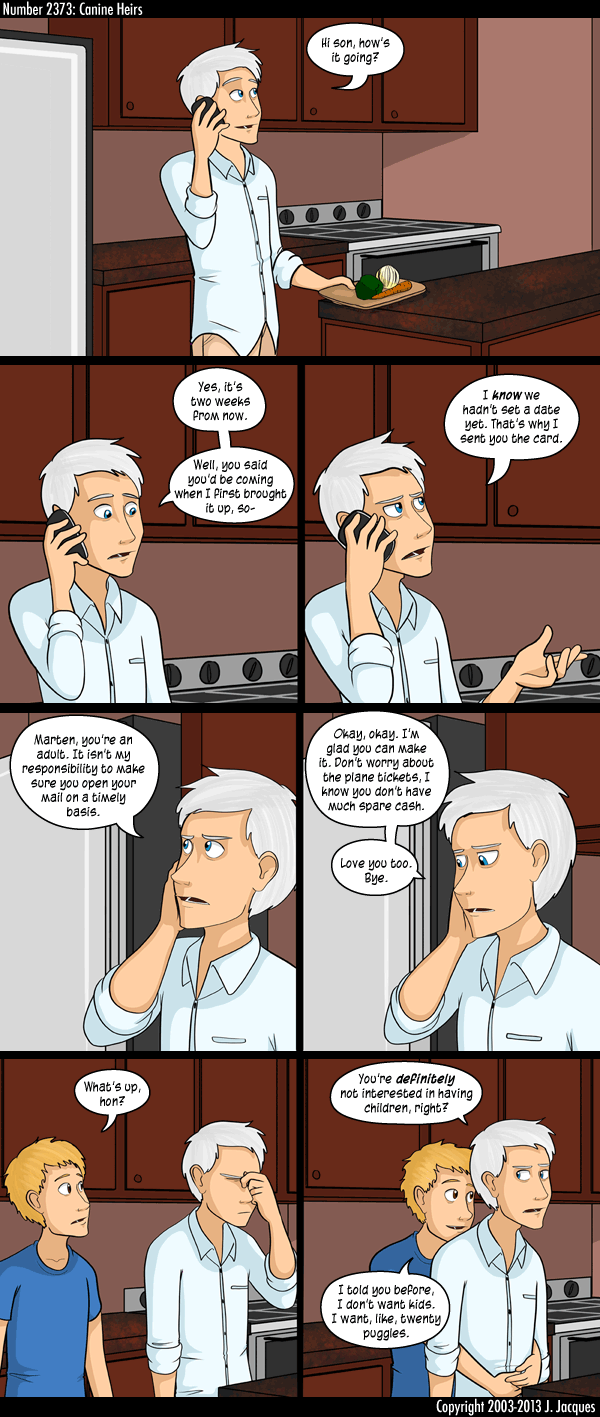 Number 2373: Canine Heirs
Hi son, how's
it going?
Yes, it's
two weeks
from now.
Well, you said
you'd be coming
when I first brought
it up, so-
I know we
hadn't set a date
yet. That's why I
sent you the card.
Marten, you're an
adult. It isn't my
responsibility to make
sure you open your
mail on a timely
basis.
Okay, okay. I'm
glad you can make
it. Don't worry about
the plane tickets, I
know you don't have
much spare cash.
Love you too.
Bye.
What's up,
hon?
You're definitely
not interested in having
children, right?
I told you before,
I don't want kids.
I want, like, twenty
puggles.
Copyright 2003-2013 J. Jacques